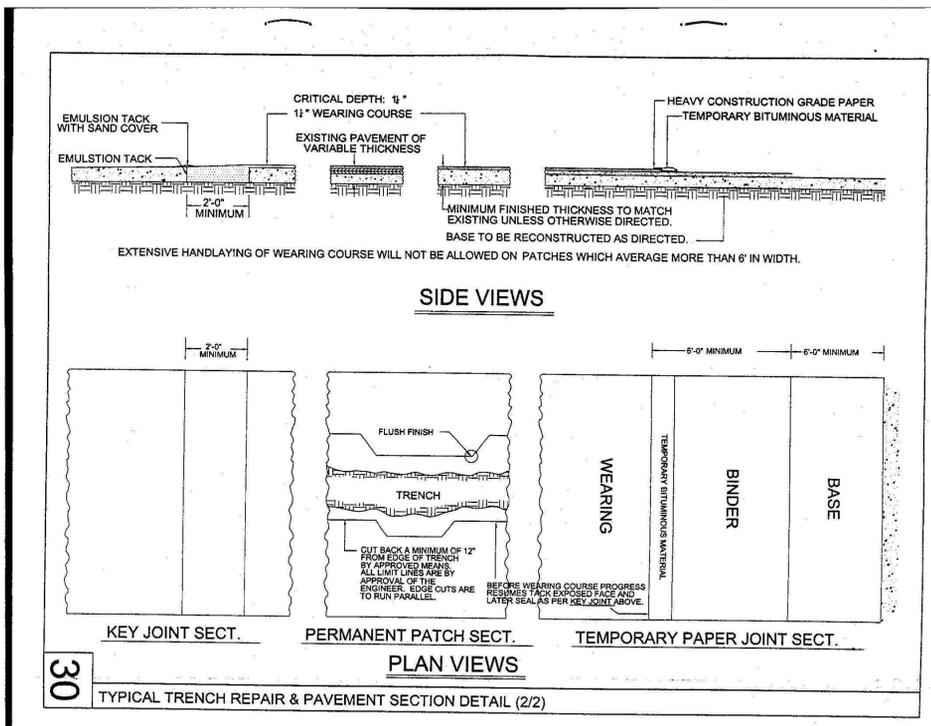 CRITICAL DEPTH: 1½"
1½" WEARING COURSE
EMULSION TACK
WITH SAND COVER
EMULSTION TACK
EXISTING PAVEMENT OF
VARIABLE THICKNESS
HEAVY CONSTRUCTION GRADE PAPER
TEMPORARY BITUMINOUS MATERIAL
2'-0"
MINIMUM
MINIMUM FINISHED THICKNESS TO MATCH
EXISTING UNLESS OTHERWISE DIRECTED.
BASE TO BE RECONSTRUCTED AS DIRECTED.
EXTENSIVE HANDLAYING OF WEARING COURSE WILL NOT BE ALLOWED ON PATCHES WHICH AVERAGE MORE THAN 6' IN WIDTH.
SIDE VIEWS
2'-0"
MINIMUM
6'-0" MINIMUM
6'-0" MINIMUM
FLUSH FINISH
TRENCH
CUT BACK A MINIMUM OF 12"
FROM EDGE OF TRENCH
BY APPROVED MEANS.
ALL LIMIT LINES ARE BY
APPROVAL OF THE
ENGINEER. EDGE CUTS ARE
TO RUN PARALLEL.
BEFORE WEARING COURSE PROGRESS
RESUMES TACK EXPOSED FACE AND
LATER SEAL AS PER KEY JOINT ABOVE.
WEARING
TEMPORARY BITUMINOUS MATERIAL
BINDER
BASE
KEY JOINT SECT.
PERMANENT PATCH SECT.
TEMPORARY PAPER JOINT SECT.
PLAN VIEWS
30
TYPICAL TRENCH REPAIR & PAVEMENT SECTION DETAIL (2/2)